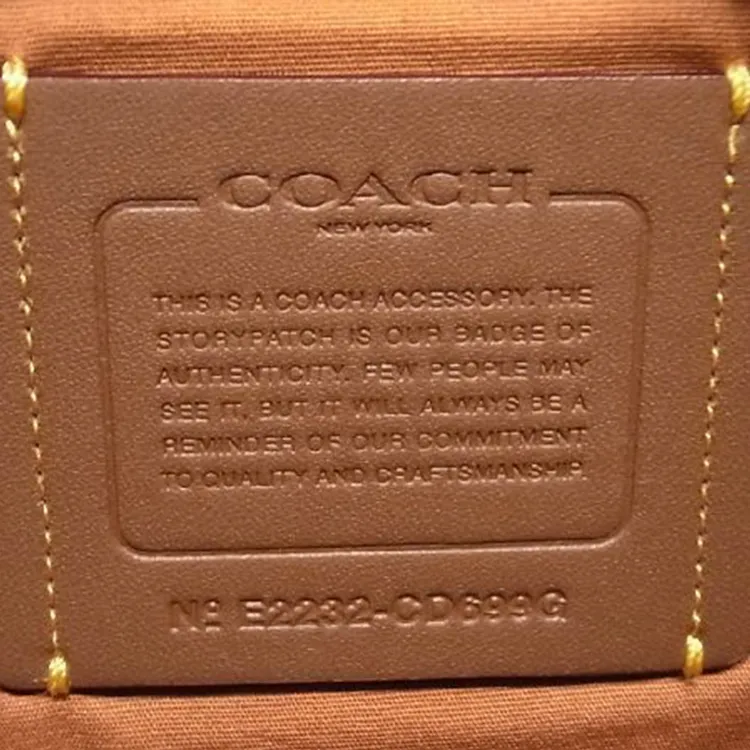 COACH
NEW YORK
THIS IS A COACH ACCESSORY. THE
STORYPATCH IS OUR BADGE OF
AUTHENTICITY. FEW PEOPLE MAY
SEE IT, BUT IT WILL ALWAYS BE A
REMINDER OF OUR COMMITMENT
TO QUALITY AND CRAFTSMANSHIP.
Nº E2232-CD699G